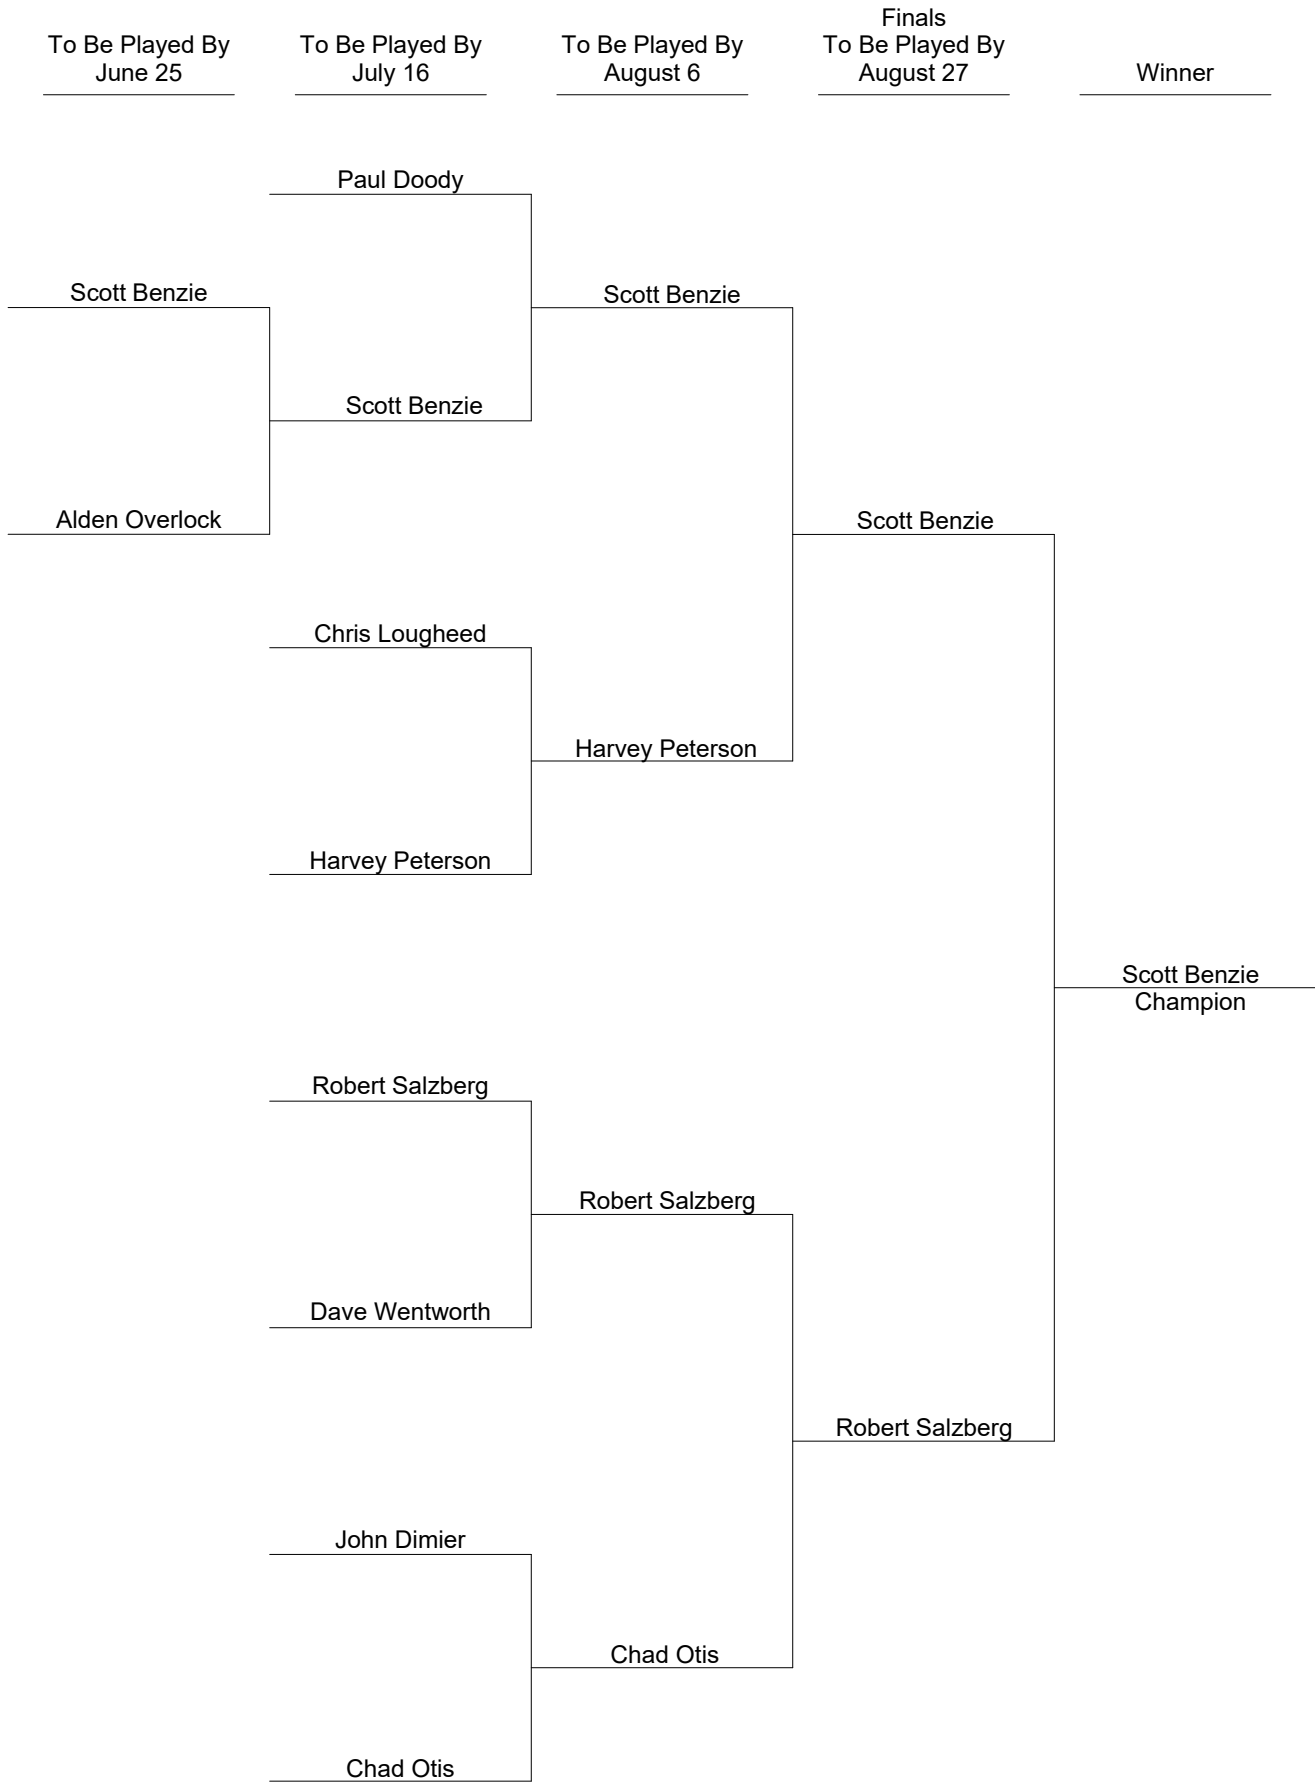 Finals
To Be Played By
June 25
To Be Played By
July 16
To Be Played By
August 6
To Be Played By
August 27
Winner
Paul Doody
Scott Benzie
Scott Benzie
Scott Benzie
Alden Overlock
Scott Benzie
Chris Lougheed
Harvey Peterson
Harvey Peterson
Scott Benzie
Champion
Robert Salzberg
Robert Salzberg
Dave Wentworth
Robert Salzberg
John Dimier
Chad Otis
Chad Otis